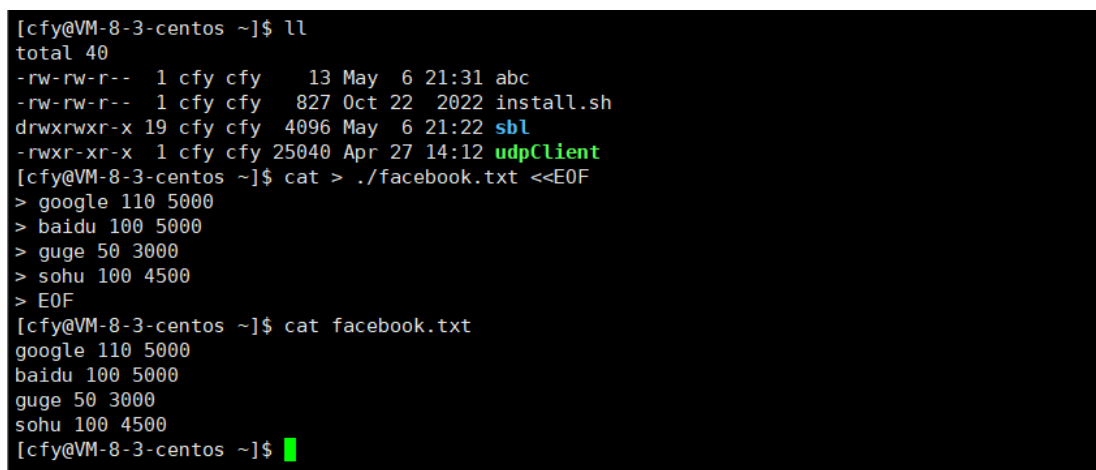 [cfy@VM-8-3-centos ~]$ ll
total 40
-rw-rw-r--  1 cfy cfy    13 May  6 21:31 abc
-rw-rw-r--  1 cfy cfy   827 Oct 22  2022 install.sh
drwxrwxr-x 19 cfy cfy  4096 May  6 21:22 sbl
-rwxr-xr-x  1 cfy cfy 25040 Apr 27 14:12 udpClient
[cfy@VM-8-3-centos ~]$ cat > ./facebook.txt <<EOF
> google 110 5000
> baidu 100 5000
> guge 50 3000
> sohu 100 4500
> EOF
[cfy@VM-8-3-centos ~]$ cat facebook.txt
google 110 5000
baidu 100 5000
guge 50 3000
sohu 100 4500
[cfy@VM-8-3-centos ~]$